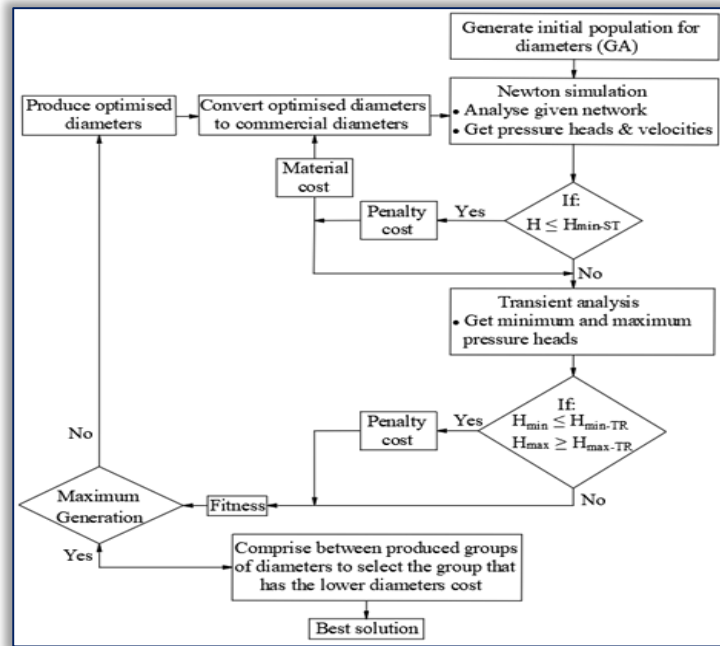 Generate initial population for
diameters (GA)
Newton simulation
• Analyse given network
• Get pressure heads & velocities
Convert optimised diameters
to commercial diameters
Produce optimised
diameters
Material
cost
If:
H ≤ Hmin-ST
Yes
Penalty
cost
No
Transient analysis
• Get minimum and maximum
pressure heads
If:
Hmin ≤ Hmin-TR
Hmax ≥ Hmax-TR
Yes
Penalty
cost
No
Fitness
Maximum
Generation
No
Yes
Comprise between produced groups
of diameters to select the group that
has the lower diameters cost
Best solution